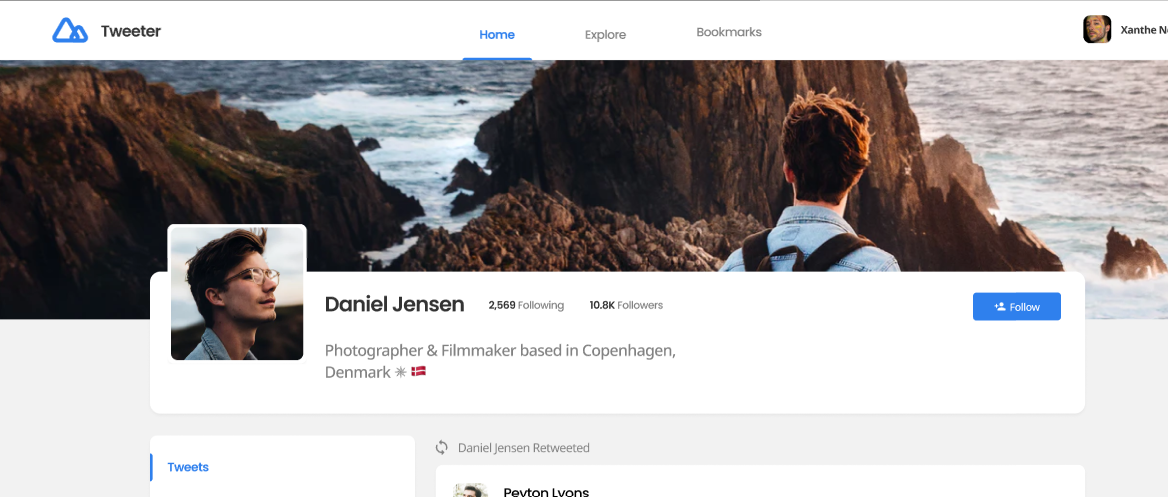 Tweeter
Home
Explore
Bookmarks
Xanthe
Daniel Jensen
2,569 Following
10.8K Followers
Follow
Photographer & Filmmaker based in Copenhagen,
Denmark ✳ 🇩🇰
Tweets
Daniel Jensen Retweeted
Peyton Lyons